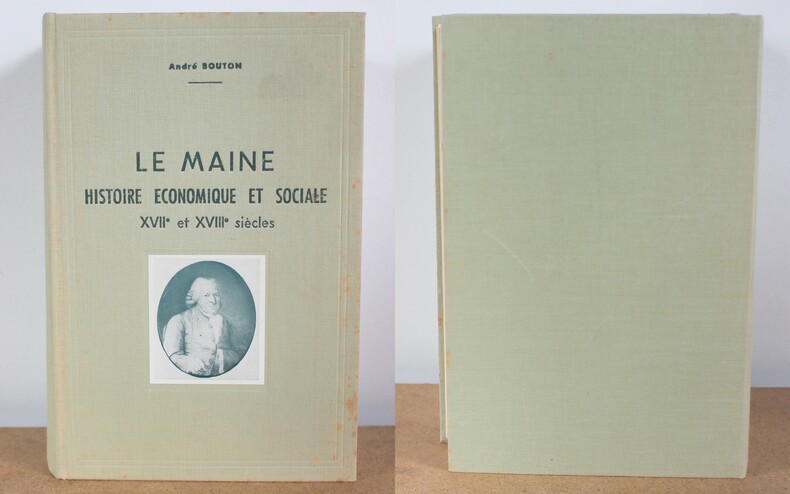 André BOUTON
LE MAINE
HISTOIRE ECONOMIQUE ET SOCIALE
XVIIe et XVIIIe siècles